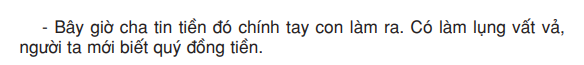 - Bây giờ cha tin tiền đó chính tay con làm ra. Có làm lụng vất vả,
người ta mới biết quý đồng tiền.